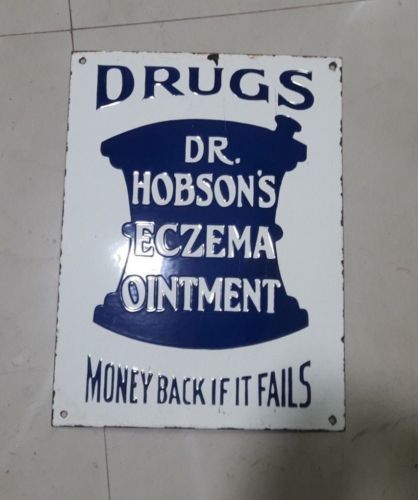 DRUGS
DR.
HOBSON'S
ECZEMA
OINTMENT
MONEY BACK IF IT FAILS